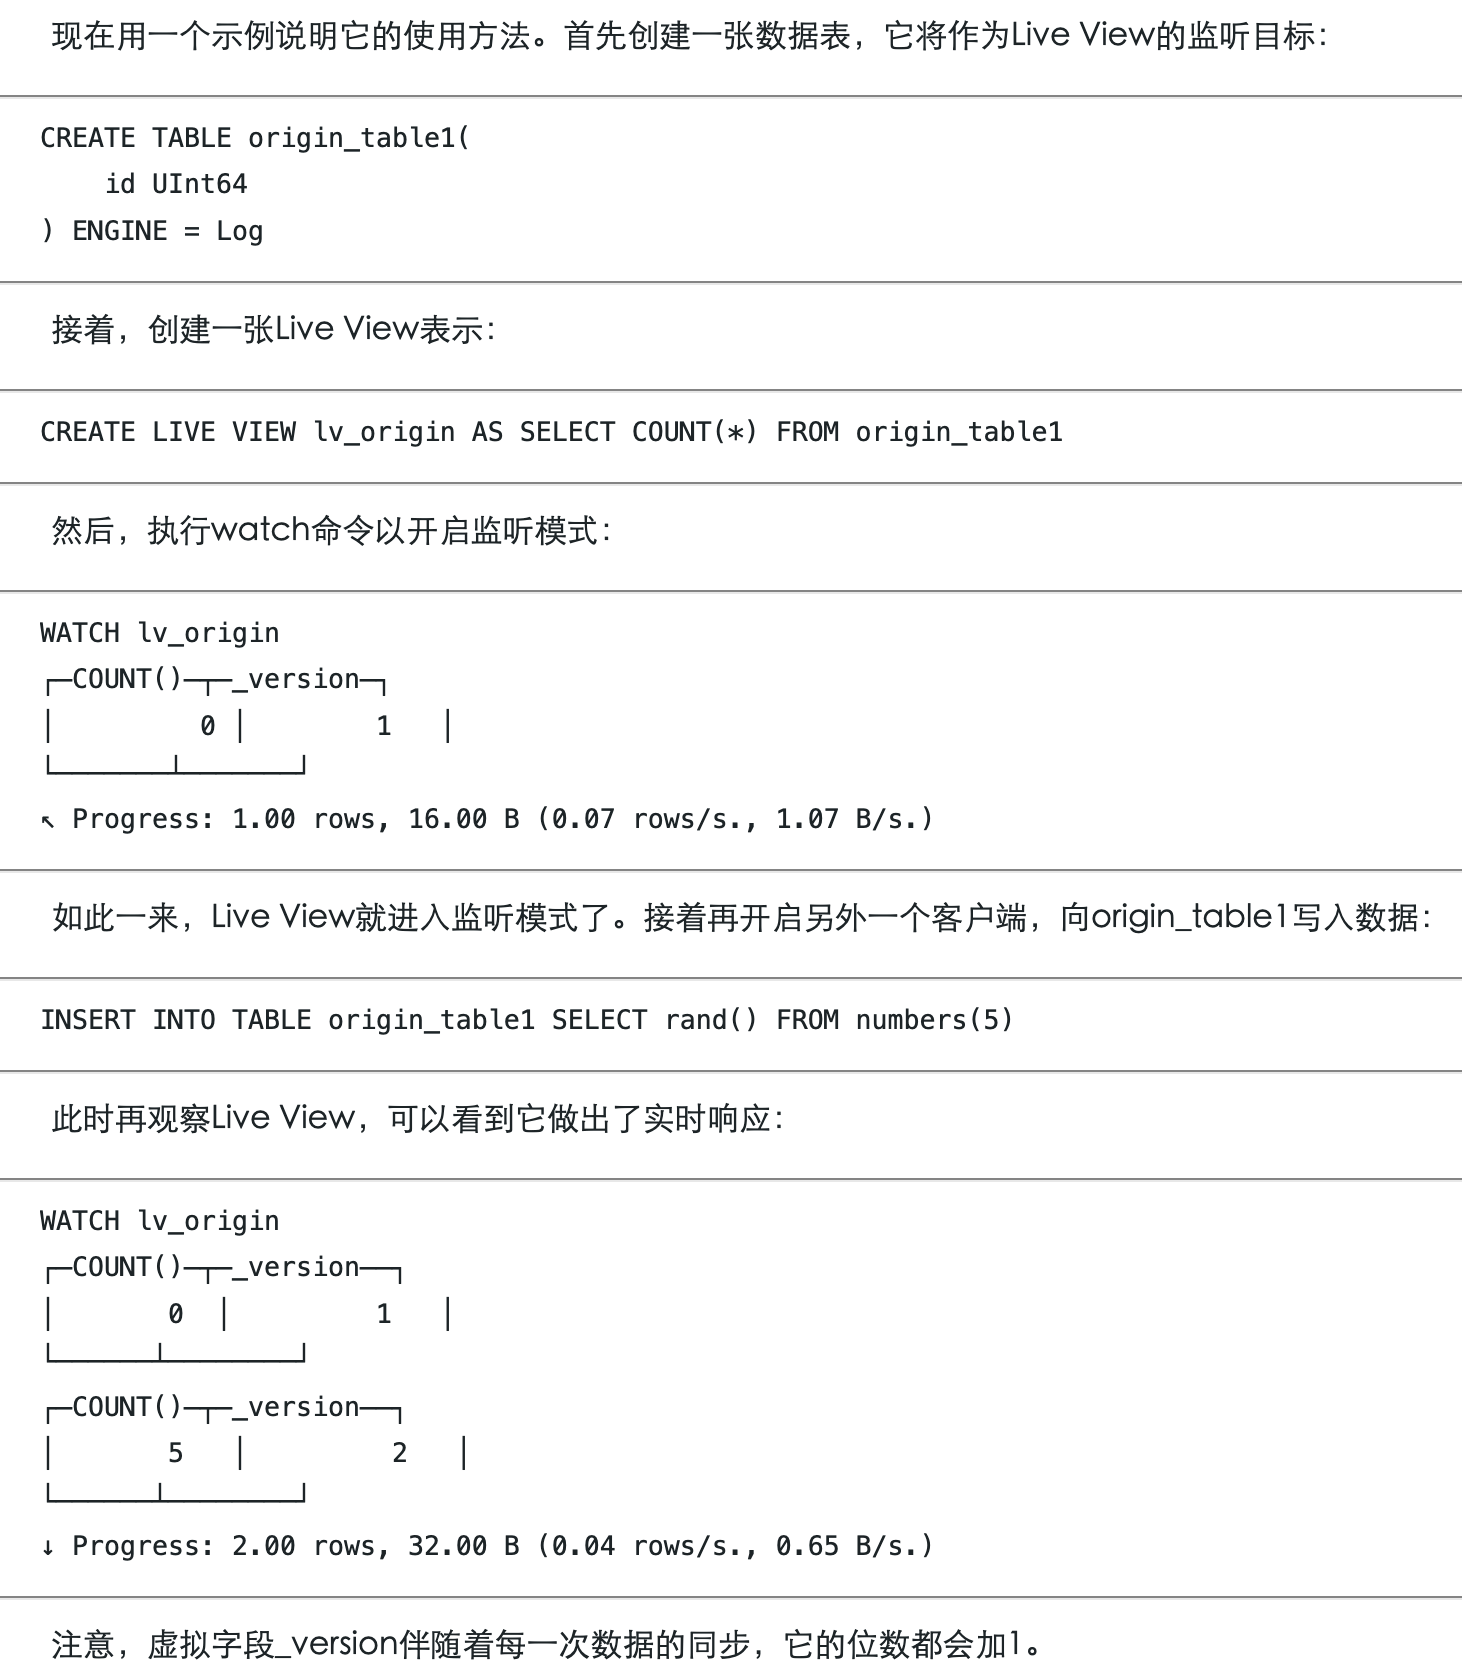 现在用一个示例说明它的使用方法。首先创建一张数据表，它将作为Live View的监听目标：
CREATE TABLE origin_table1(
    id UInt64
) ENGINE = Log
接着，创建一张Live View表示：
CREATE LIVE VIEW lv_origin AS SELECT COUNT(*) FROM origin_table1
然后，执行watch命令以开启监听模式：
WATCH lv_origin
┌─COUNT()─┬─_version─┐
│         0 │        1   │
└───────┴───────┘
↖ Progress: 1.00 rows, 16.00 B (0.07 rows/s., 1.07 B/s.)
如此一来，Live View就进入监听模式了。接着再开启另外一个客户端，向origin_table1写入数据：
INSERT INTO TABLE origin_table1 SELECT rand() FROM numbers(5)
此时再观察Live View，可以看到它做出了实时响应：
WATCH lv_origin
┌─COUNT()─┬─_version──┐
│       0  │         1   │
└──────┴────────┘
┌─COUNT()─┬─_version──┐
│       5   │         2   │
└──────┴────────┘
↓ Progress: 2.00 rows, 32.00 B (0.04 rows/s., 0.65 B/s.)
注意，虚拟字段_version伴随着每一次数据的同步，它的位数都会加1。